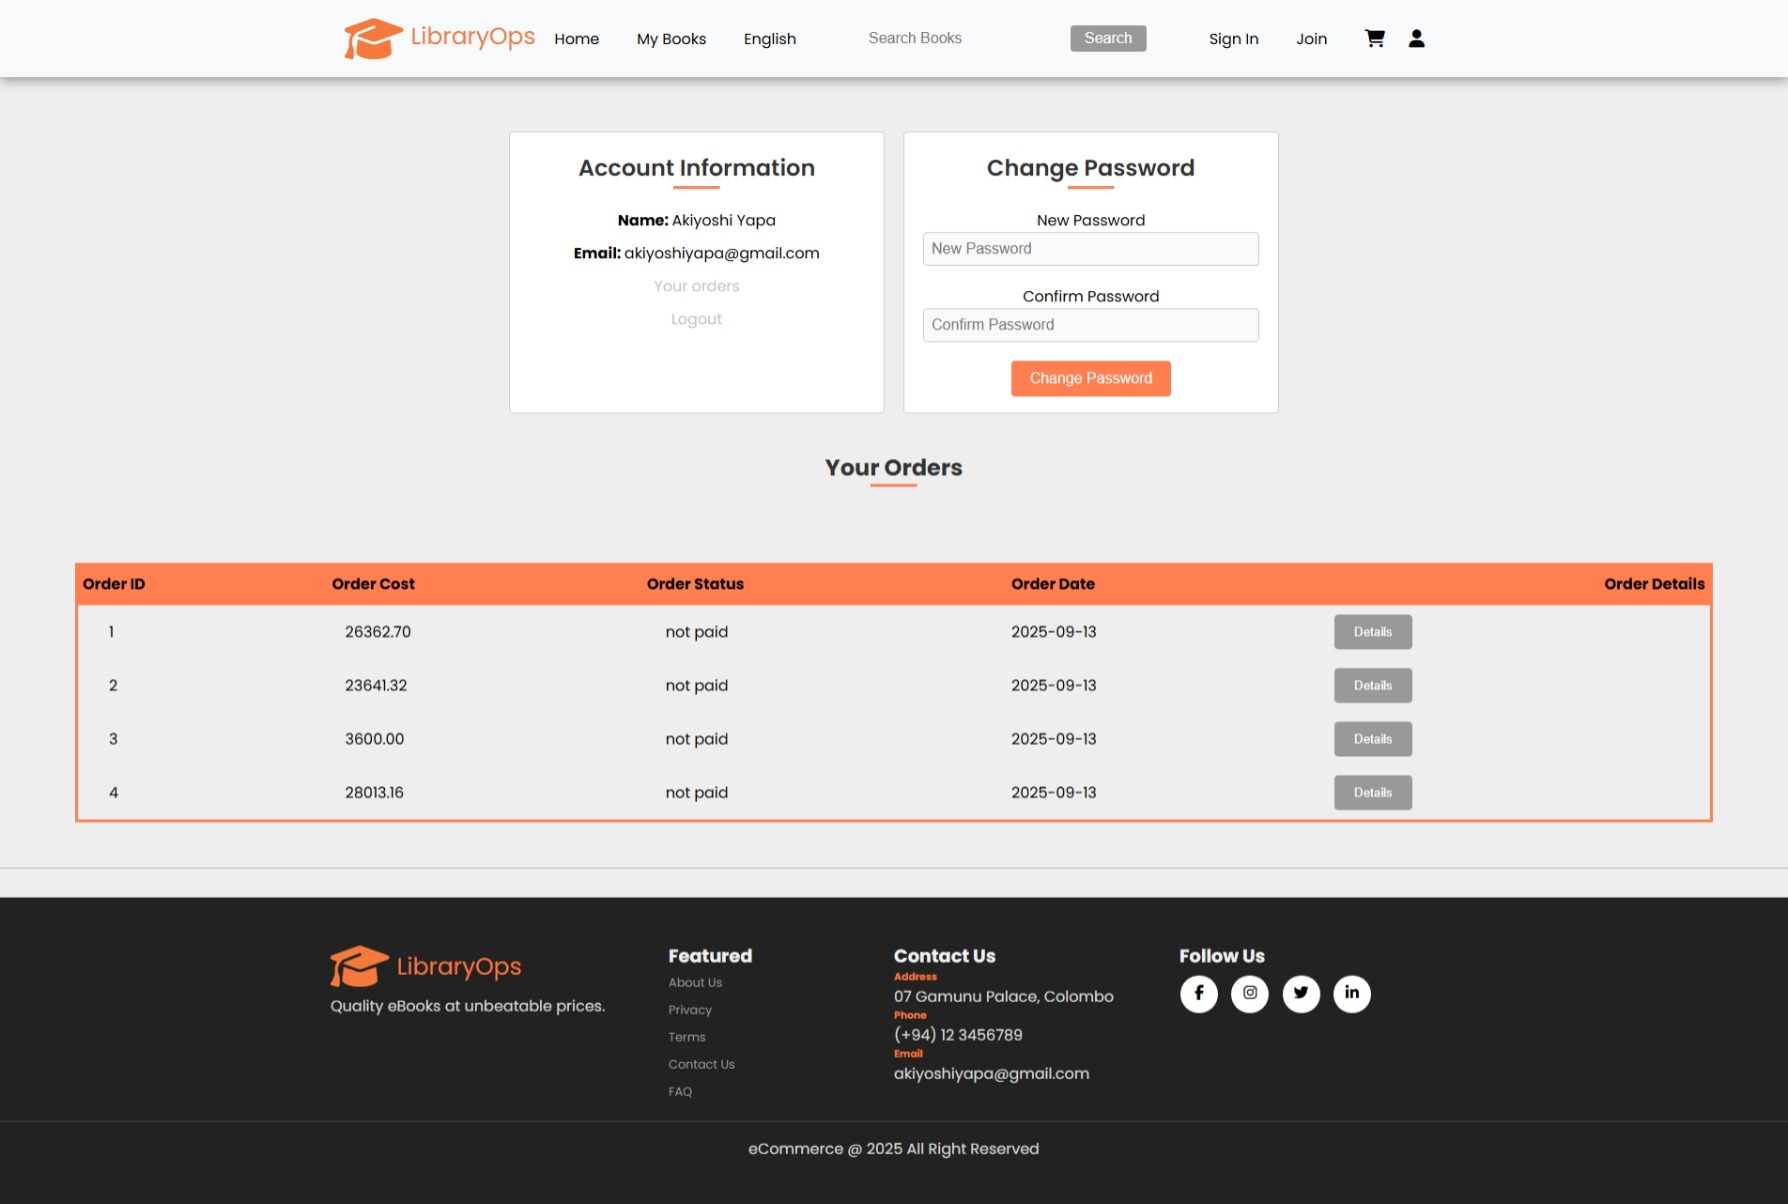 LibraryOps Home My Books English Search Books Search Sign In Join
Account Information
Name: Akiyoshi Yapa
Email: akiyoshiyapa@gmail.com
Your orders
Logout
Change Password
New Password
New Password
Confirm Password
Confirm Password
Change Password
Your Orders
Order ID Order Cost Order Status Order Date Order Details
1 26362.70 not paid 2025-09-13 Details
2 23641.32 not paid 2025-09-13 Details
3 3600.00 not paid 2025-09-13 Details
4 28013.16 not paid 2025-09-13 Details
LibraryOps
Quality eBooks at unbeatable prices.
Featured
About Us
Privacy
Terms
Contact Us
FAQ
Contact Us
Address
07 Gamunu Palace, Colombo
Phone
(+94) 12 3456789
Email
akiyoshiyapa@gmail.com
Follow Us
eCommerce @ 2025 All Right Reserved